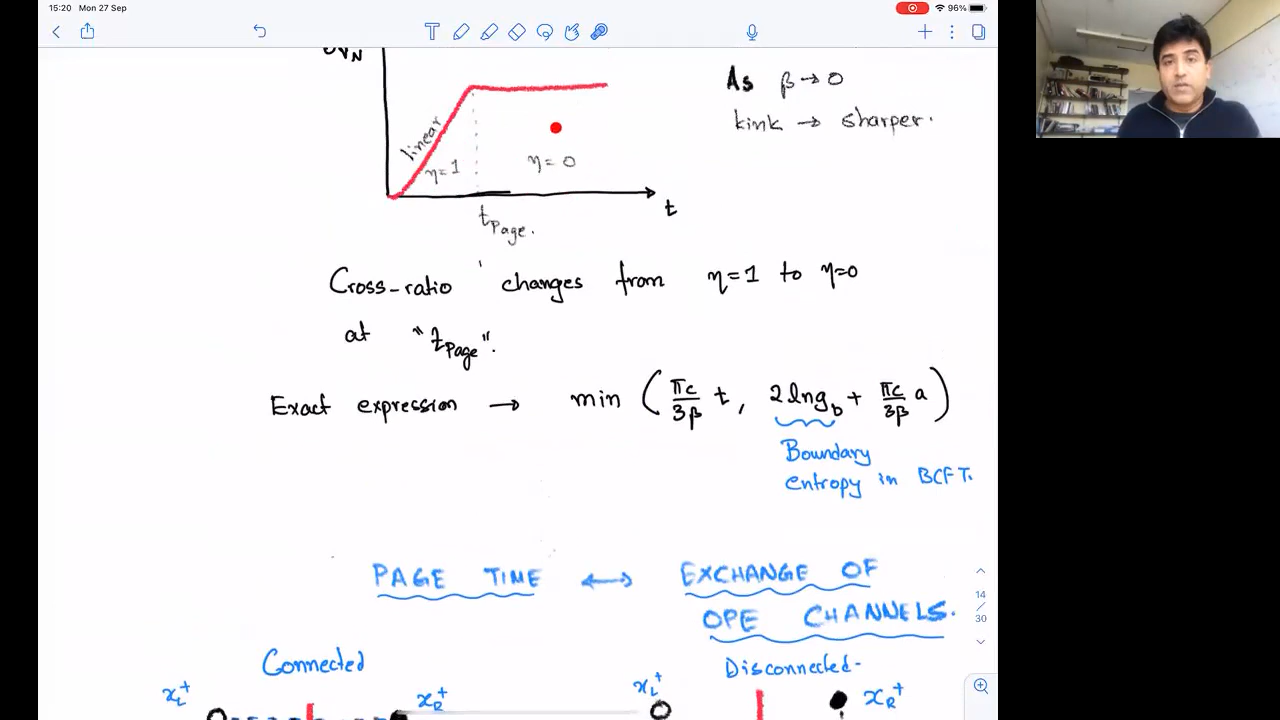 15:20 Mon 27 Sep
96%
linear
η=1
η=0
t
t_Page.
As β→0
kink → sharper.
Cross-ratio changes from η=1 to η=0
at "t_Page".
Exact expression → min ( πc/3β t, 2 ln g_b + πc/3β a )
Boundary
entropy in BCFT.
PAGE TIME ↔ EXCHANGE OF
OPE CHANNELS.
14
/
30
Connected
Disconnected-
x_L^+
x_R^+
x_L^+
x_R^+